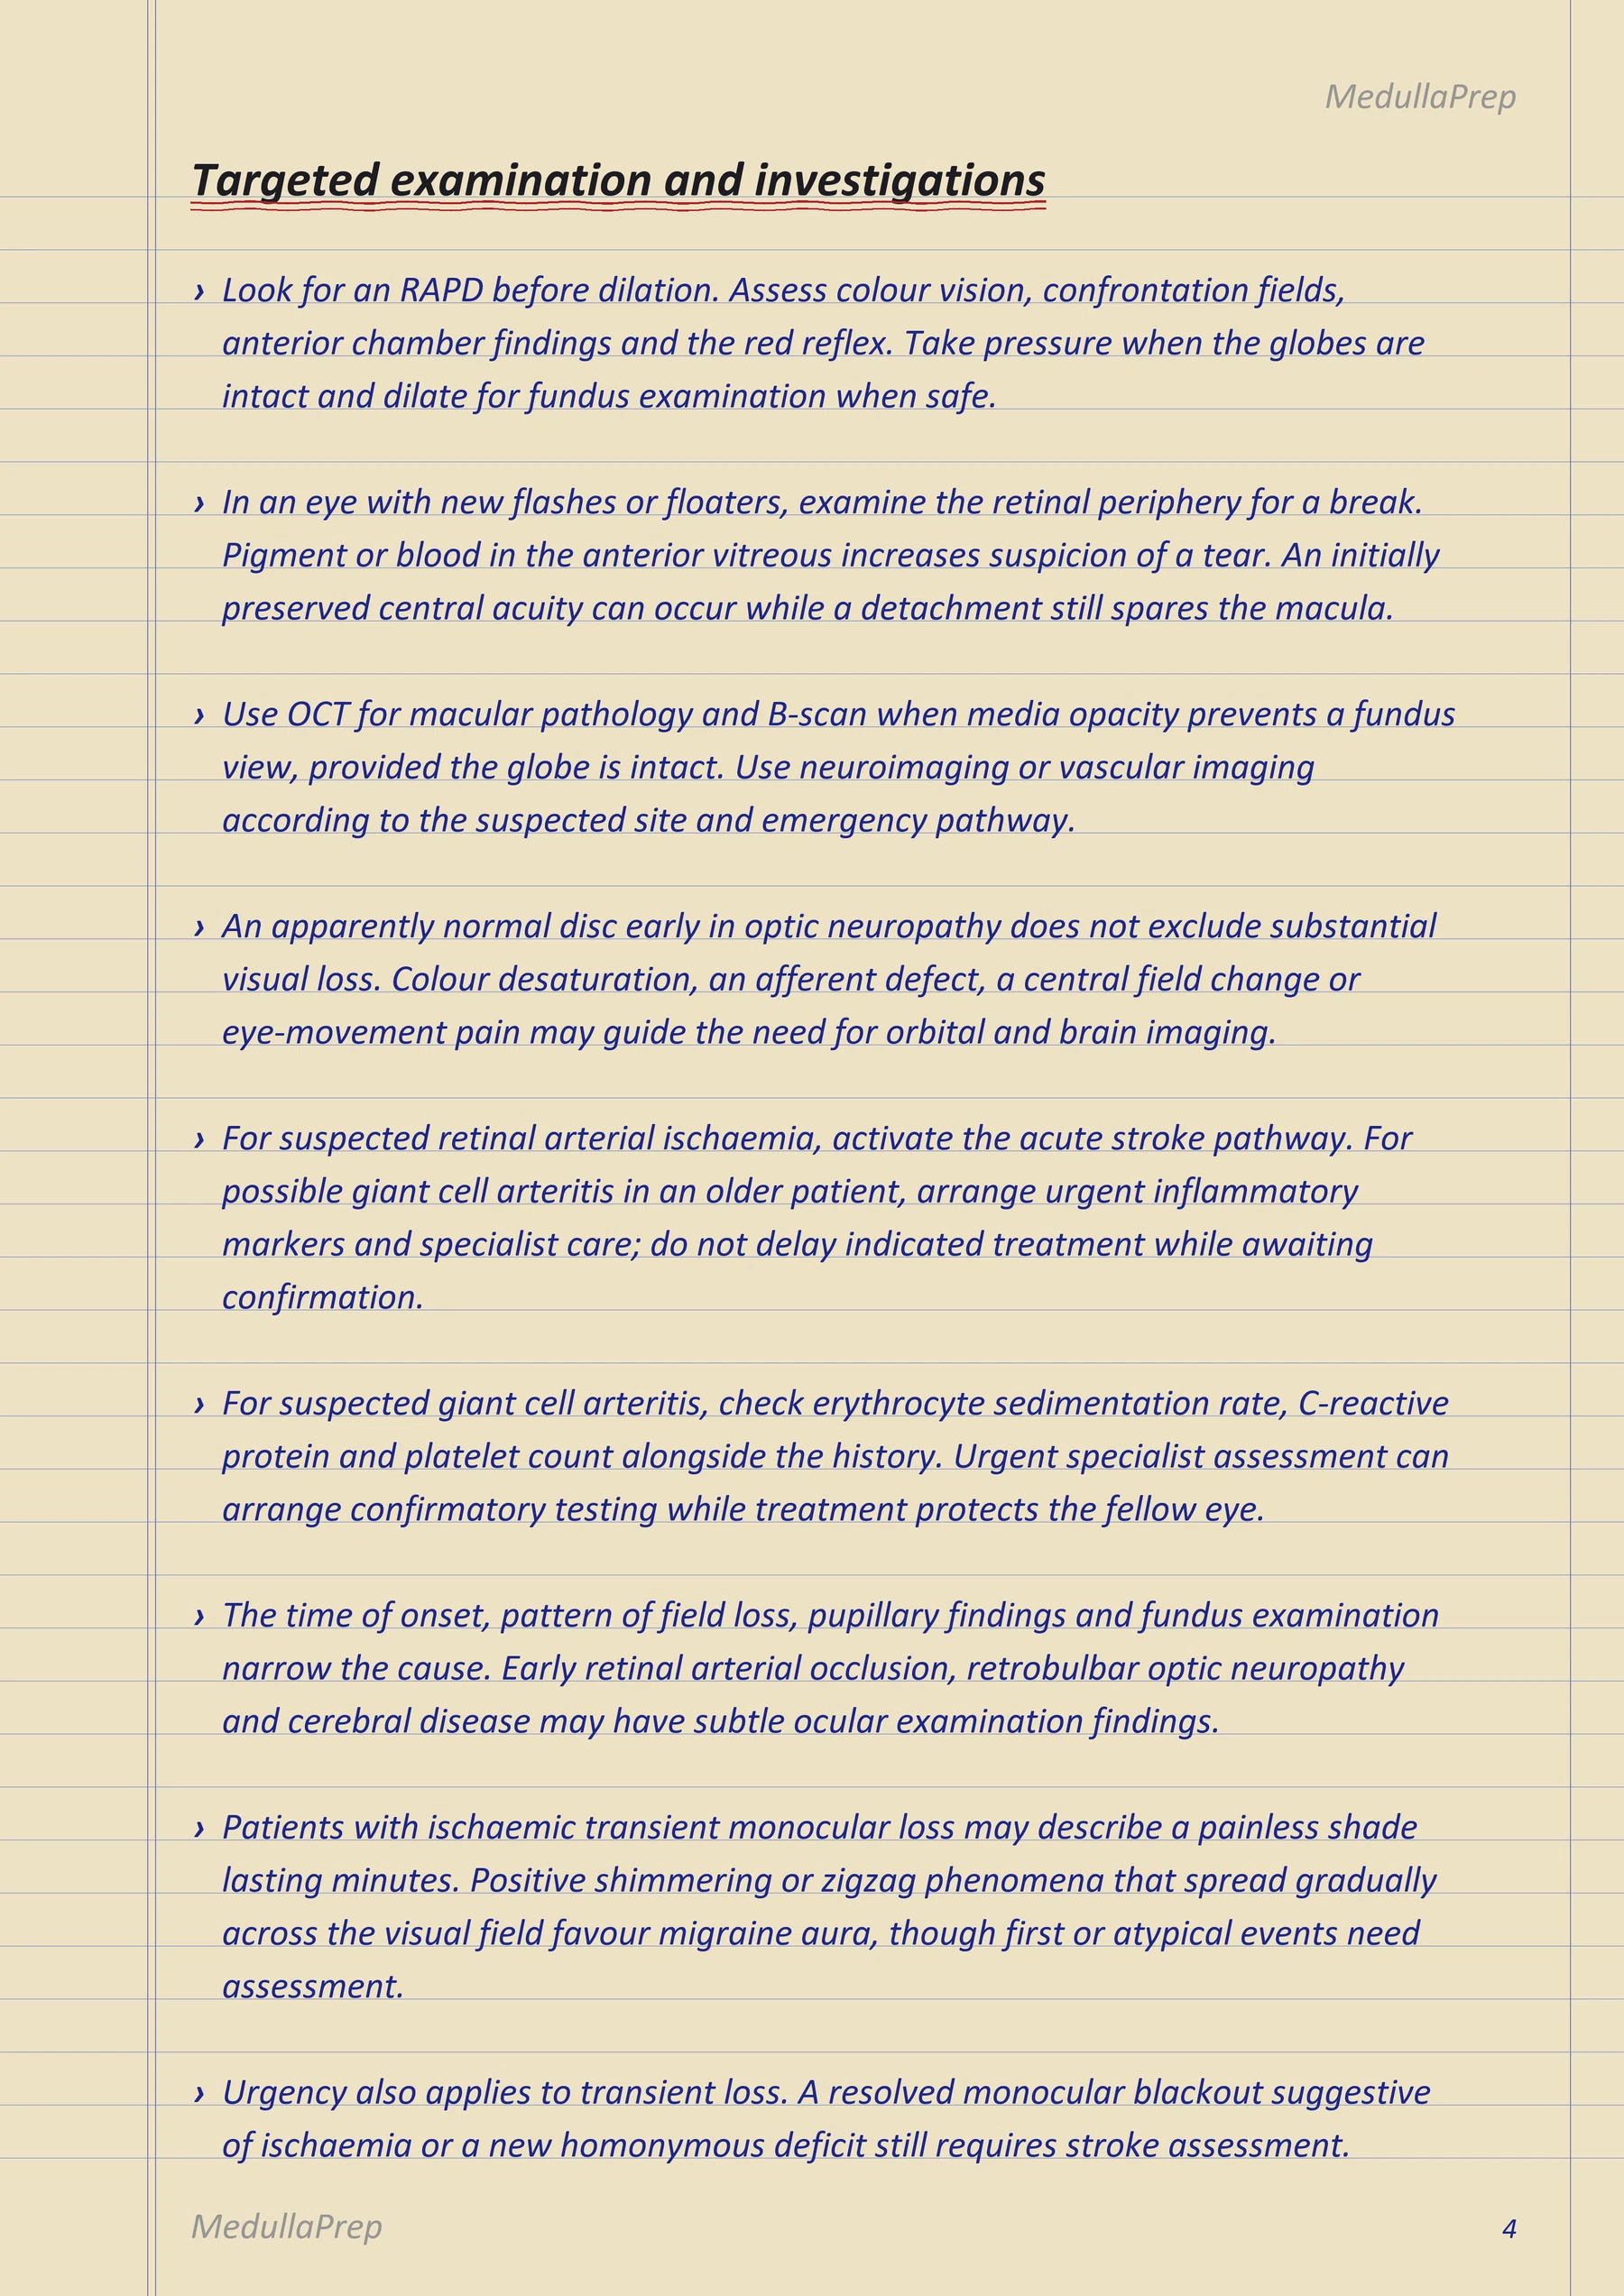 MedullaPrep
Targeted examination and investigations
› Look for an RAPD before dilation. Assess colour vision, confrontation fields,
anterior chamber findings and the red reflex. Take pressure when the globes are
intact and dilate for fundus examination when safe.
› In an eye with new flashes or floaters, examine the retinal periphery for a break.
Pigment or blood in the anterior vitreous increases suspicion of a tear. An initially
preserved central acuity can occur while a detachment still spares the macula.
› Use OCT for macular pathology and B-scan when media opacity prevents a fundus
view, provided the globe is intact. Use neuroimaging or vascular imaging
according to the suspected site and emergency pathway.
› An apparently normal disc early in optic neuropathy does not exclude substantial
visual loss. Colour desaturation, an afferent defect, a central field change or
eye-movement pain may guide the need for orbital and brain imaging.
› For suspected retinal arterial ischaemia, activate the acute stroke pathway. For
possible giant cell arteritis in an older patient, arrange urgent inflammatory
markers and specialist care; do not delay indicated treatment while awaiting
confirmation.
› For suspected giant cell arteritis, check erythrocyte sedimentation rate, C-reactive
protein and platelet count alongside the history. Urgent specialist assessment can
arrange confirmatory testing while treatment protects the fellow eye.
› The time of onset, pattern of field loss, pupillary findings and fundus examination
narrow the cause. Early retinal arterial occlusion, retrobulbar optic neuropathy
and cerebral disease may have subtle ocular examination findings.
› Patients with ischaemic transient monocular loss may describe a painless shade
lasting minutes. Positive shimmering or zigzag phenomena that spread gradually
across the visual field favour migraine aura, though first or atypical events need
assessment.
› Urgency also applies to transient loss. A resolved monocular blackout suggestive
of ischaemia or a new homonymous deficit still requires stroke assessment.
MedullaPrep
4